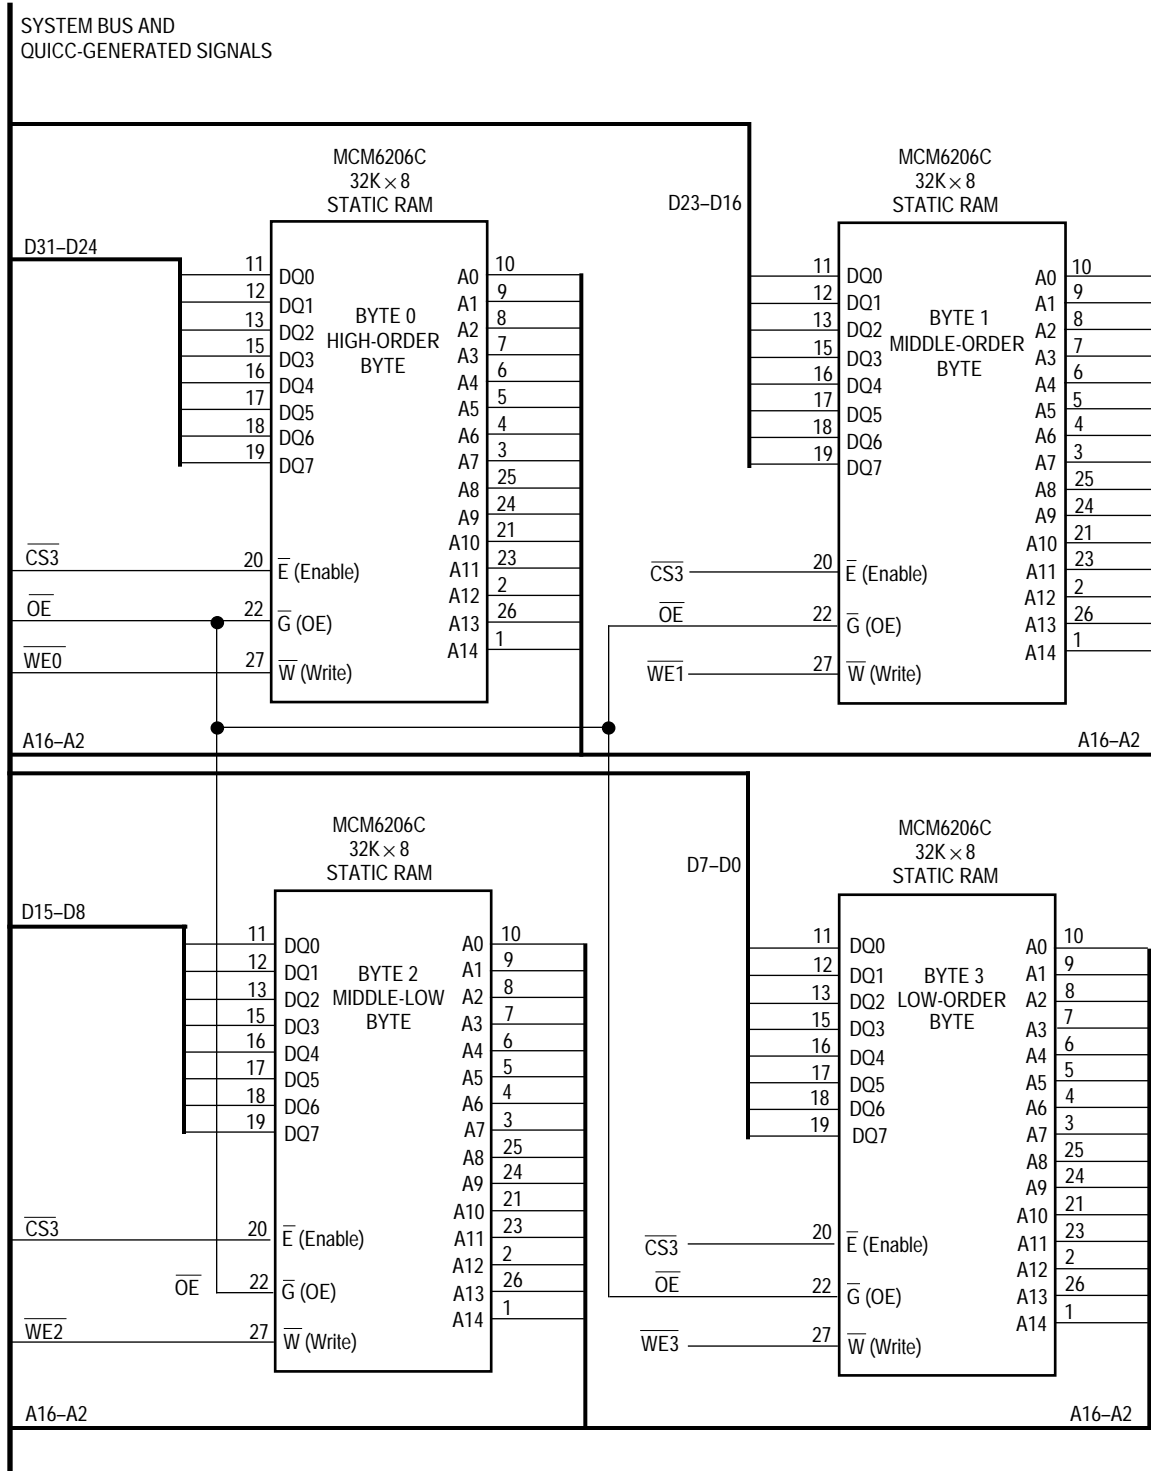 SYSTEM BUS AND
QUICC-GENERATED SIGNALS
MCM6206C
32K × 8
STATIC RAM
D31–D24
11 DQ0
12 DQ1
13 DQ2
15 DQ3
16 DQ4
17 DQ5
18 DQ6
19 DQ7
BYTE 0
HIGH-ORDER
BYTE
A0 10
A1 9
A2 8
A3 7
A4 6
A5 5
A6 4
A7 3
A8 25
A9 24
A10 21
A11 23
A12 2
A13 26
A14 1
CS3 20 E (Enable)
OE 22 G (OE)
WE0 27 W (Write)
A16–A2
MCM6206C
32K × 8
STATIC RAM
D23–D16
11 DQ0
12 DQ1
13 DQ2
15 DQ3
16 DQ4
17 DQ5
18 DQ6
19 DQ7
BYTE 1
MIDDLE-ORDER
BYTE
A0 10
A1 9
A2 8
A3 7
A4 6
A5 5
A6 4
A7 3
A8 25
A9 24
A10 21
A11 23
A12 2
A13 26
A14 1
CS3 20 E (Enable)
OE 22 G (OE)
WE1 27 W (Write)
A16–A2
MCM6206C
32K × 8
STATIC RAM
D15–D8
11 DQ0
12 DQ1
13 DQ2
15 DQ3
16 DQ4
17 DQ5
18 DQ6
19 DQ7
BYTE 2
MIDDLE-LOW
BYTE
A0 10
A1 9
A2 8
A3 7
A4 6
A5 5
A6 4
A7 3
A8 25
A9 24
A10 21
A11 23
A12 2
A13 26
A14 1
CS3 20 E (Enable)
OE 22 G (OE)
WE2 27 W (Write)
A16–A2
MCM6206C
32K × 8
STATIC RAM
D7–D0
11 DQ0
12 DQ1
13 DQ2
15 DQ3
16 DQ4
17 DQ5
18 DQ6
19 DQ7
BYTE 3
LOW-ORDER
BYTE
A0 10
A1 9
A2 8
A3 7
A4 6
A5 5
A6 4
A7 3
A8 25
A9 24
A10 21
A11 23
A12 2
A13 26
A14 1
CS3 20 E (Enable)
OE 22 G (OE)
WE3 27 W (Write)
A16–A2